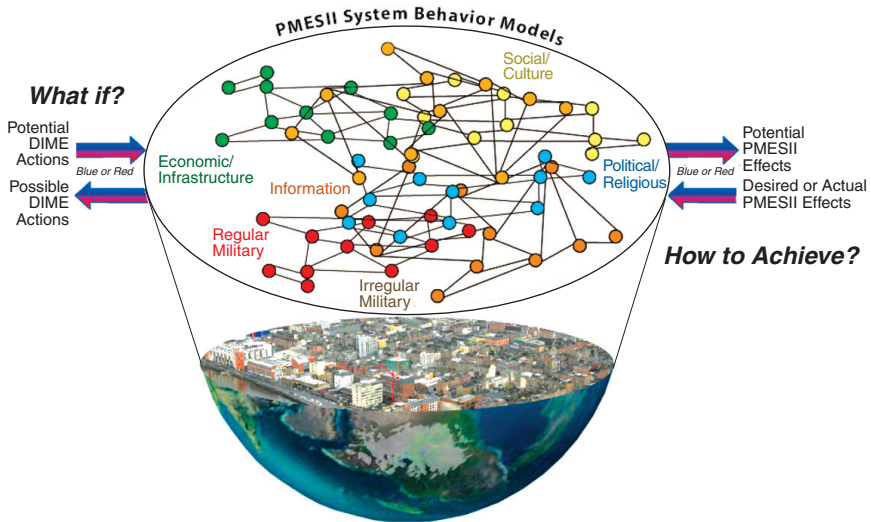 PMESII System Behavior Models
What if?
Potential
DIME
Actions
Blue or Red
Possible
DIME
Actions
Social/
Culture
Economic/
Infrastructure
Information
Political/
Religious
Regular
Military
Irregular
Military
Potential
PMESII
Effects
Blue or Red
Desired or Actual
PMESII Effects
How to Achieve?